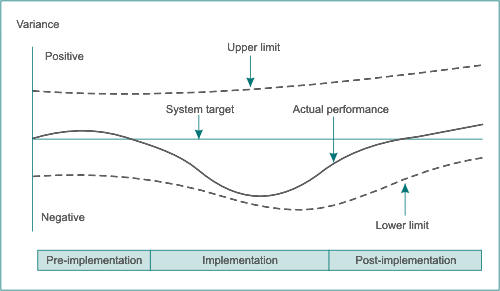 Variance
Positive
Upper limit
System target
Actual performance
Negative
Lower limit
Pre-implementation
Implementation
Post-implementation